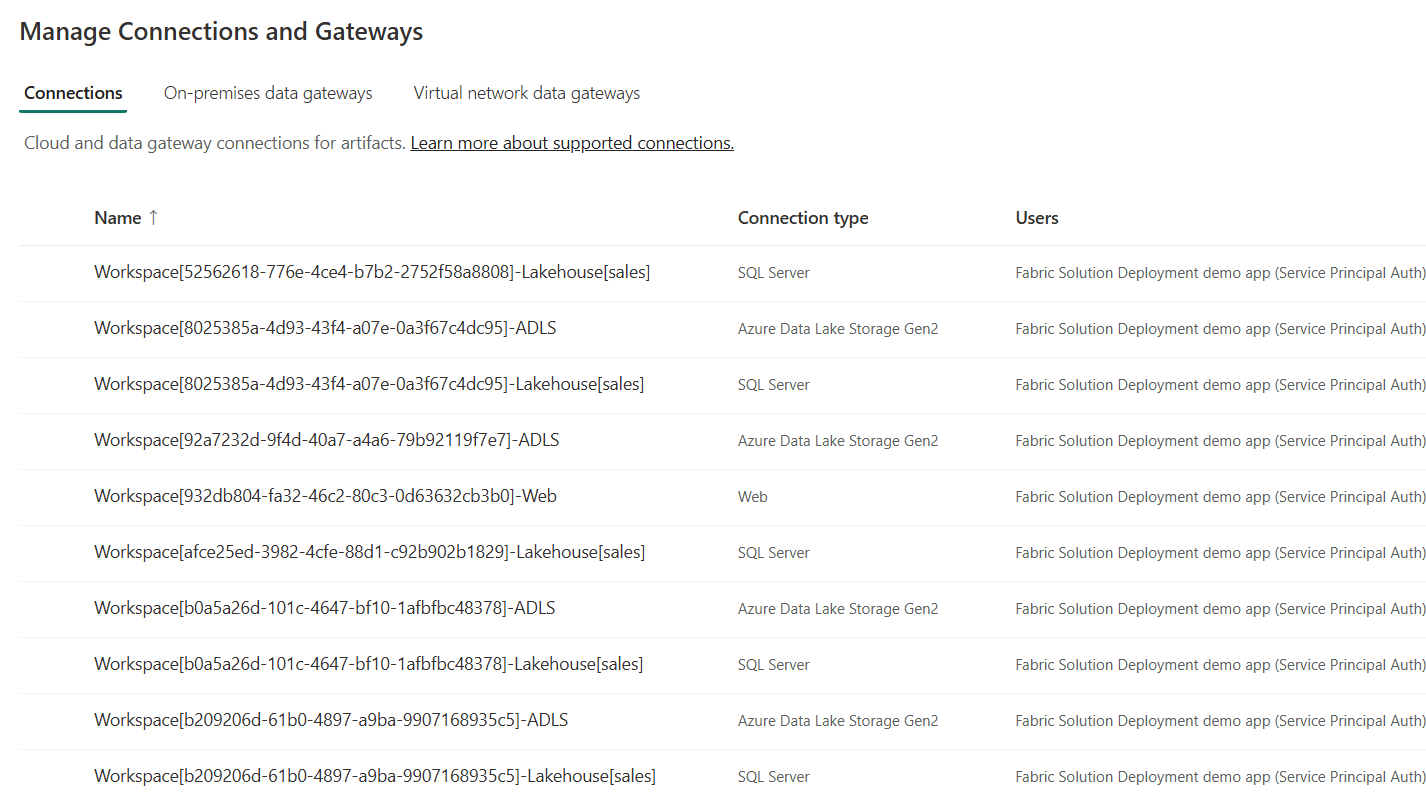 Manage Connections and Gateways
Connections On-premises data gateways Virtual network data gateways
Cloud and data gateway connections for artifacts. Learn more about supported connections.
Name ↑ Connection type Users
Workspace[52562618-776e-4ce4-b7b2-2752f58a8808]-Lakehouse[sales] SQL Server Fabric Solution Deployment demo app (Service Principal Auth)
Workspace[8025385a-4d93-43f4-a07e-0a3f67c4dc95]-ADLS Azure Data Lake Storage Gen2 Fabric Solution Deployment demo app (Service Principal Auth)
Workspace[8025385a-4d93-43f4-a07e-0a3f67c4dc95]-Lakehouse[sales] SQL Server Fabric Solution Deployment demo app (Service Principal Auth)
Workspace[92a7232d-9f4d-40a7-a4a6-79b92119f7e7]-ADLS Azure Data Lake Storage Gen2 Fabric Solution Deployment demo app (Service Principal Auth)
Workspace[932db804-fa32-46c2-80c3-0d63632cb3b0]-Web Web Fabric Solution Deployment demo app (Service Principal Auth)
Workspace[afce25ed-3982-4cfe-88d1-c92b902b1829]-Lakehouse[sales] SQL Server Fabric Solution Deployment demo app (Service Principal Auth)
Workspace[b0a5a26d-101c-4647-bf10-1afbfbc48378]-ADLS Azure Data Lake Storage Gen2 Fabric Solution Deployment demo app (Service Principal Auth)
Workspace[b0a5a26d-101c-4647-bf10-1afbfbc48378]-Lakehouse[sales] SQL Server Fabric Solution Deployment demo app (Service Principal Auth)
Workspace[b209206d-61b0-4897-a9ba-9907168935c5]-ADLS Azure Data Lake Storage Gen2 Fabric Solution Deployment demo app (Service Principal Auth)
Workspace[b209206d-61b0-4897-a9ba-9907168935c5]-Lakehouse[sales] SQL Server Fabric Solution Deployment demo app (Service Principal Auth)